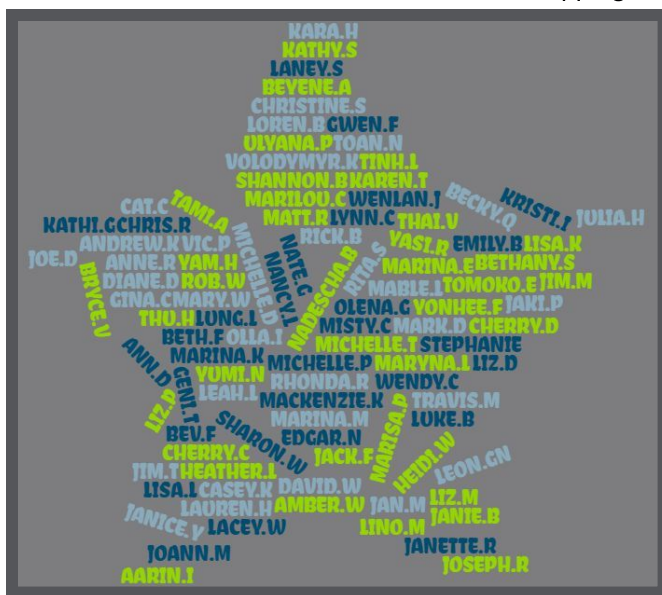 KARA.H
KATHY.S
LANEY.S
BEYENE.A
CHRISTINE.S
LOREN.B GWEN.F
ULYANA.P TOAN.N
VOLODYMYR.K TINH.L
SHANNON.B KAREN.T
CAT.C TAMI.A MARILOU.C WENLAN.J BECKY.Q KRISTI.I JULIA.H
KATHI.G CHRIS.R MATT.R LYNN.C THAI.V
ANDREW.K VIC.P MICHELLE.D NATE.G RICK.B RITA.S YASI.R EMILY.B LISA.K
JOE.D ANNE.R YAM.H NANCY.L NADESCHA.B MARINA.E BETHANY.S
BRYCE.V DIANE.D ROB.W MABLE.L TOMOKO.E JIM.M
GINA.C MARY.W OLENA.G YONHEE.F JAKI.P
THU.H LUNG.L MISTY.C MARK.D CHERRY.D
BETH.F OLLA.I MICHELLE.T STEPHANIE
ANN.D MARINA.K MICHELLE.P MARYNA.L LIZ.D
GENI.T YUMI.N RHONDA.R WENDY.C
LEAH.L MACKENZIE.K TRAVIS.M
LIZ.P SHARON.W MARINA.M MARISA.P LUKE.B
BEV.F EDGAR.N
CHERRY.C JACK.F HEIDI.W LEON.GN
JIM.T HEATHER.L
LISA.L CASEY.K DAVID.W
LAUREN.H AMBER.W JAN.M LIZ.M
JANICE.Y LACEY.W LINO.M JANIE.B
JOANN.M JANETTE.R
AARIN.I JOSEPH.R